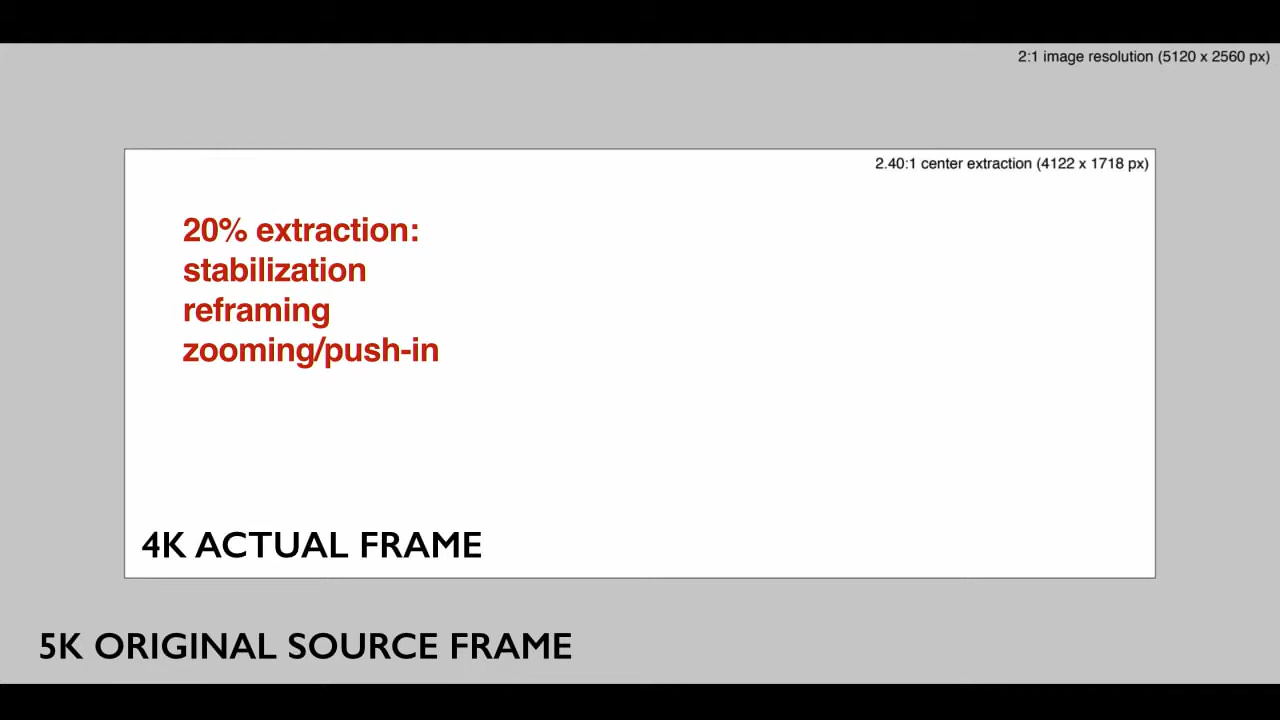 2:1 image resolution (5120 x 2560 px)
2.40:1 center extraction (4122 x 1718 px)
20% extraction:
stabilization
reframing
zooming/push-in
4K ACTUAL FRAME
5K ORIGINAL SOURCE FRAME